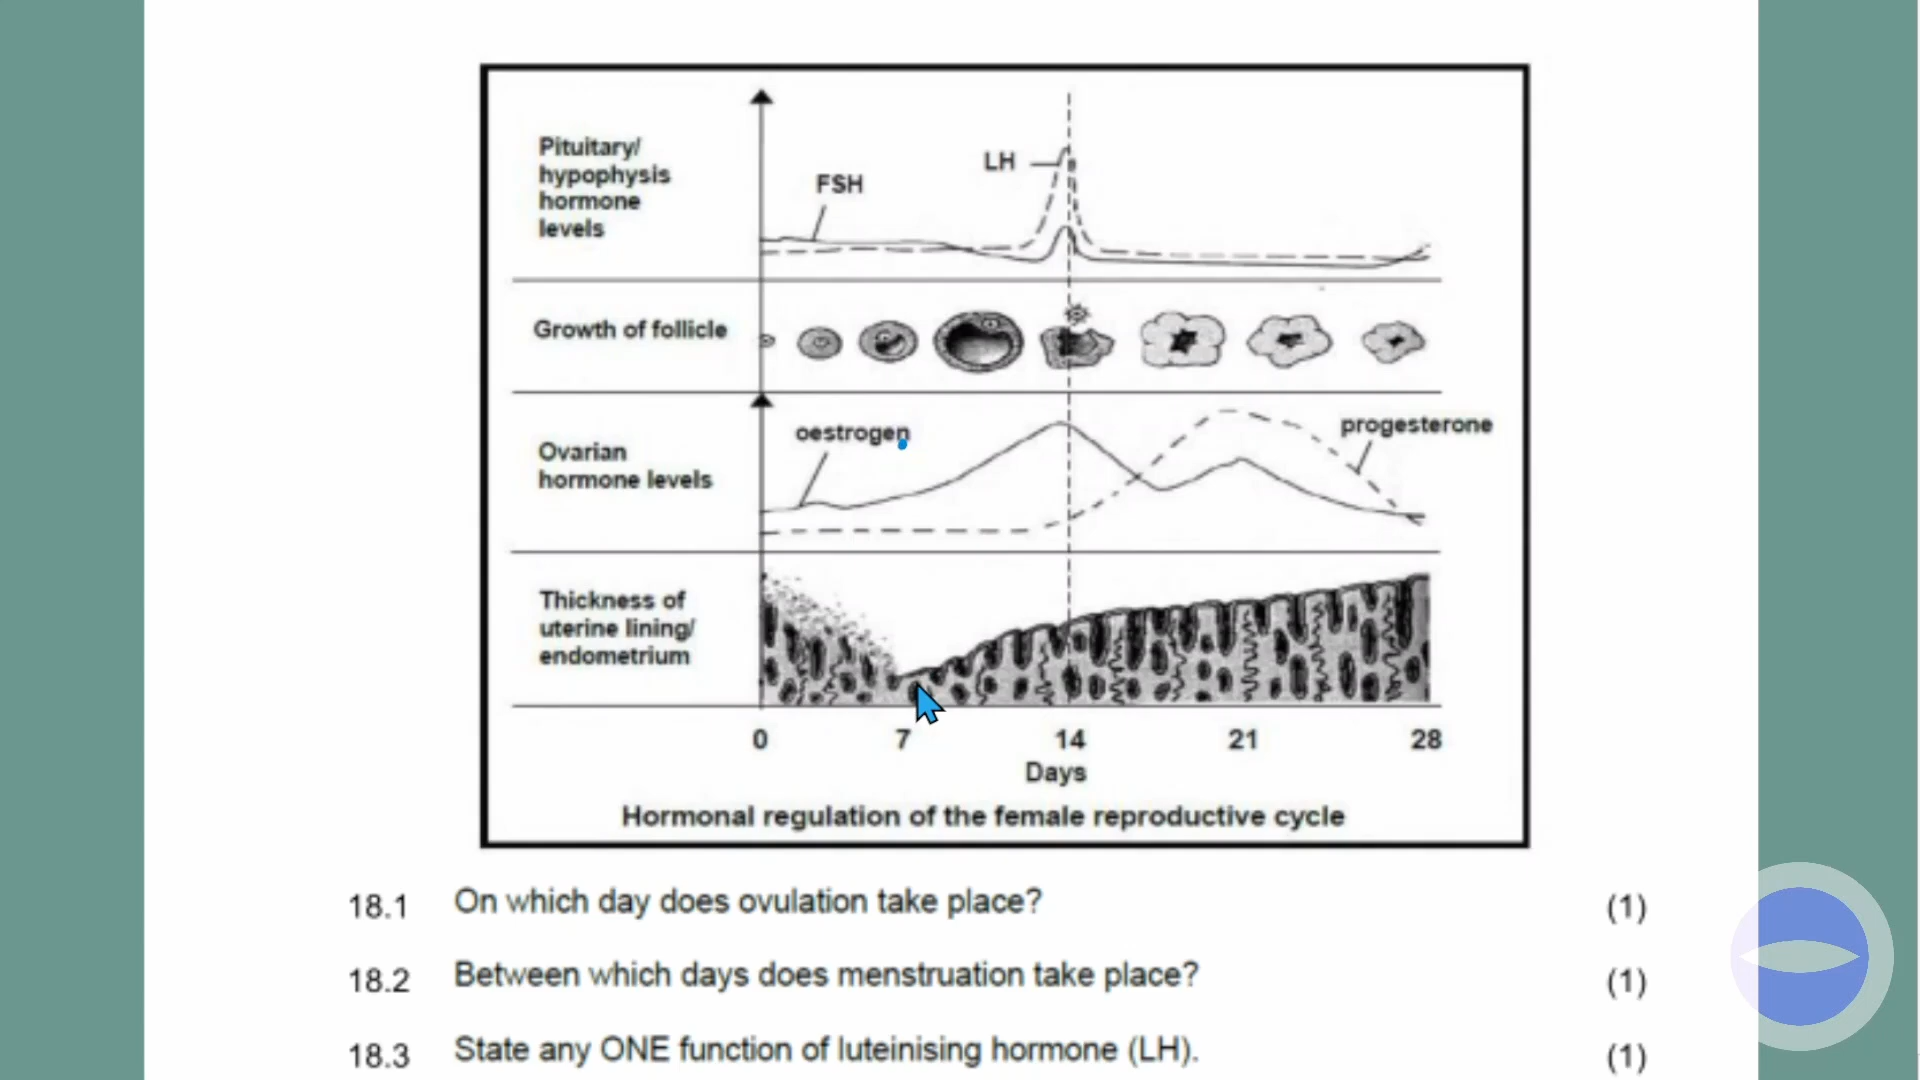 Pituitary/
hypophysis
hormone
levels
FSH
LH
Growth of follicle
Ovarian
hormone levels
oestrogen
progesterone
Thickness of
uterine lining/
endometrium
0 7 14 21 28
Days
Hormonal regulation of the female reproductive cycle
18.1 On which day does ovulation take place? (1)
18.2 Between which days does menstruation take place? (1)
18.3 State any ONE function of luteinising hormone (LH). (1)